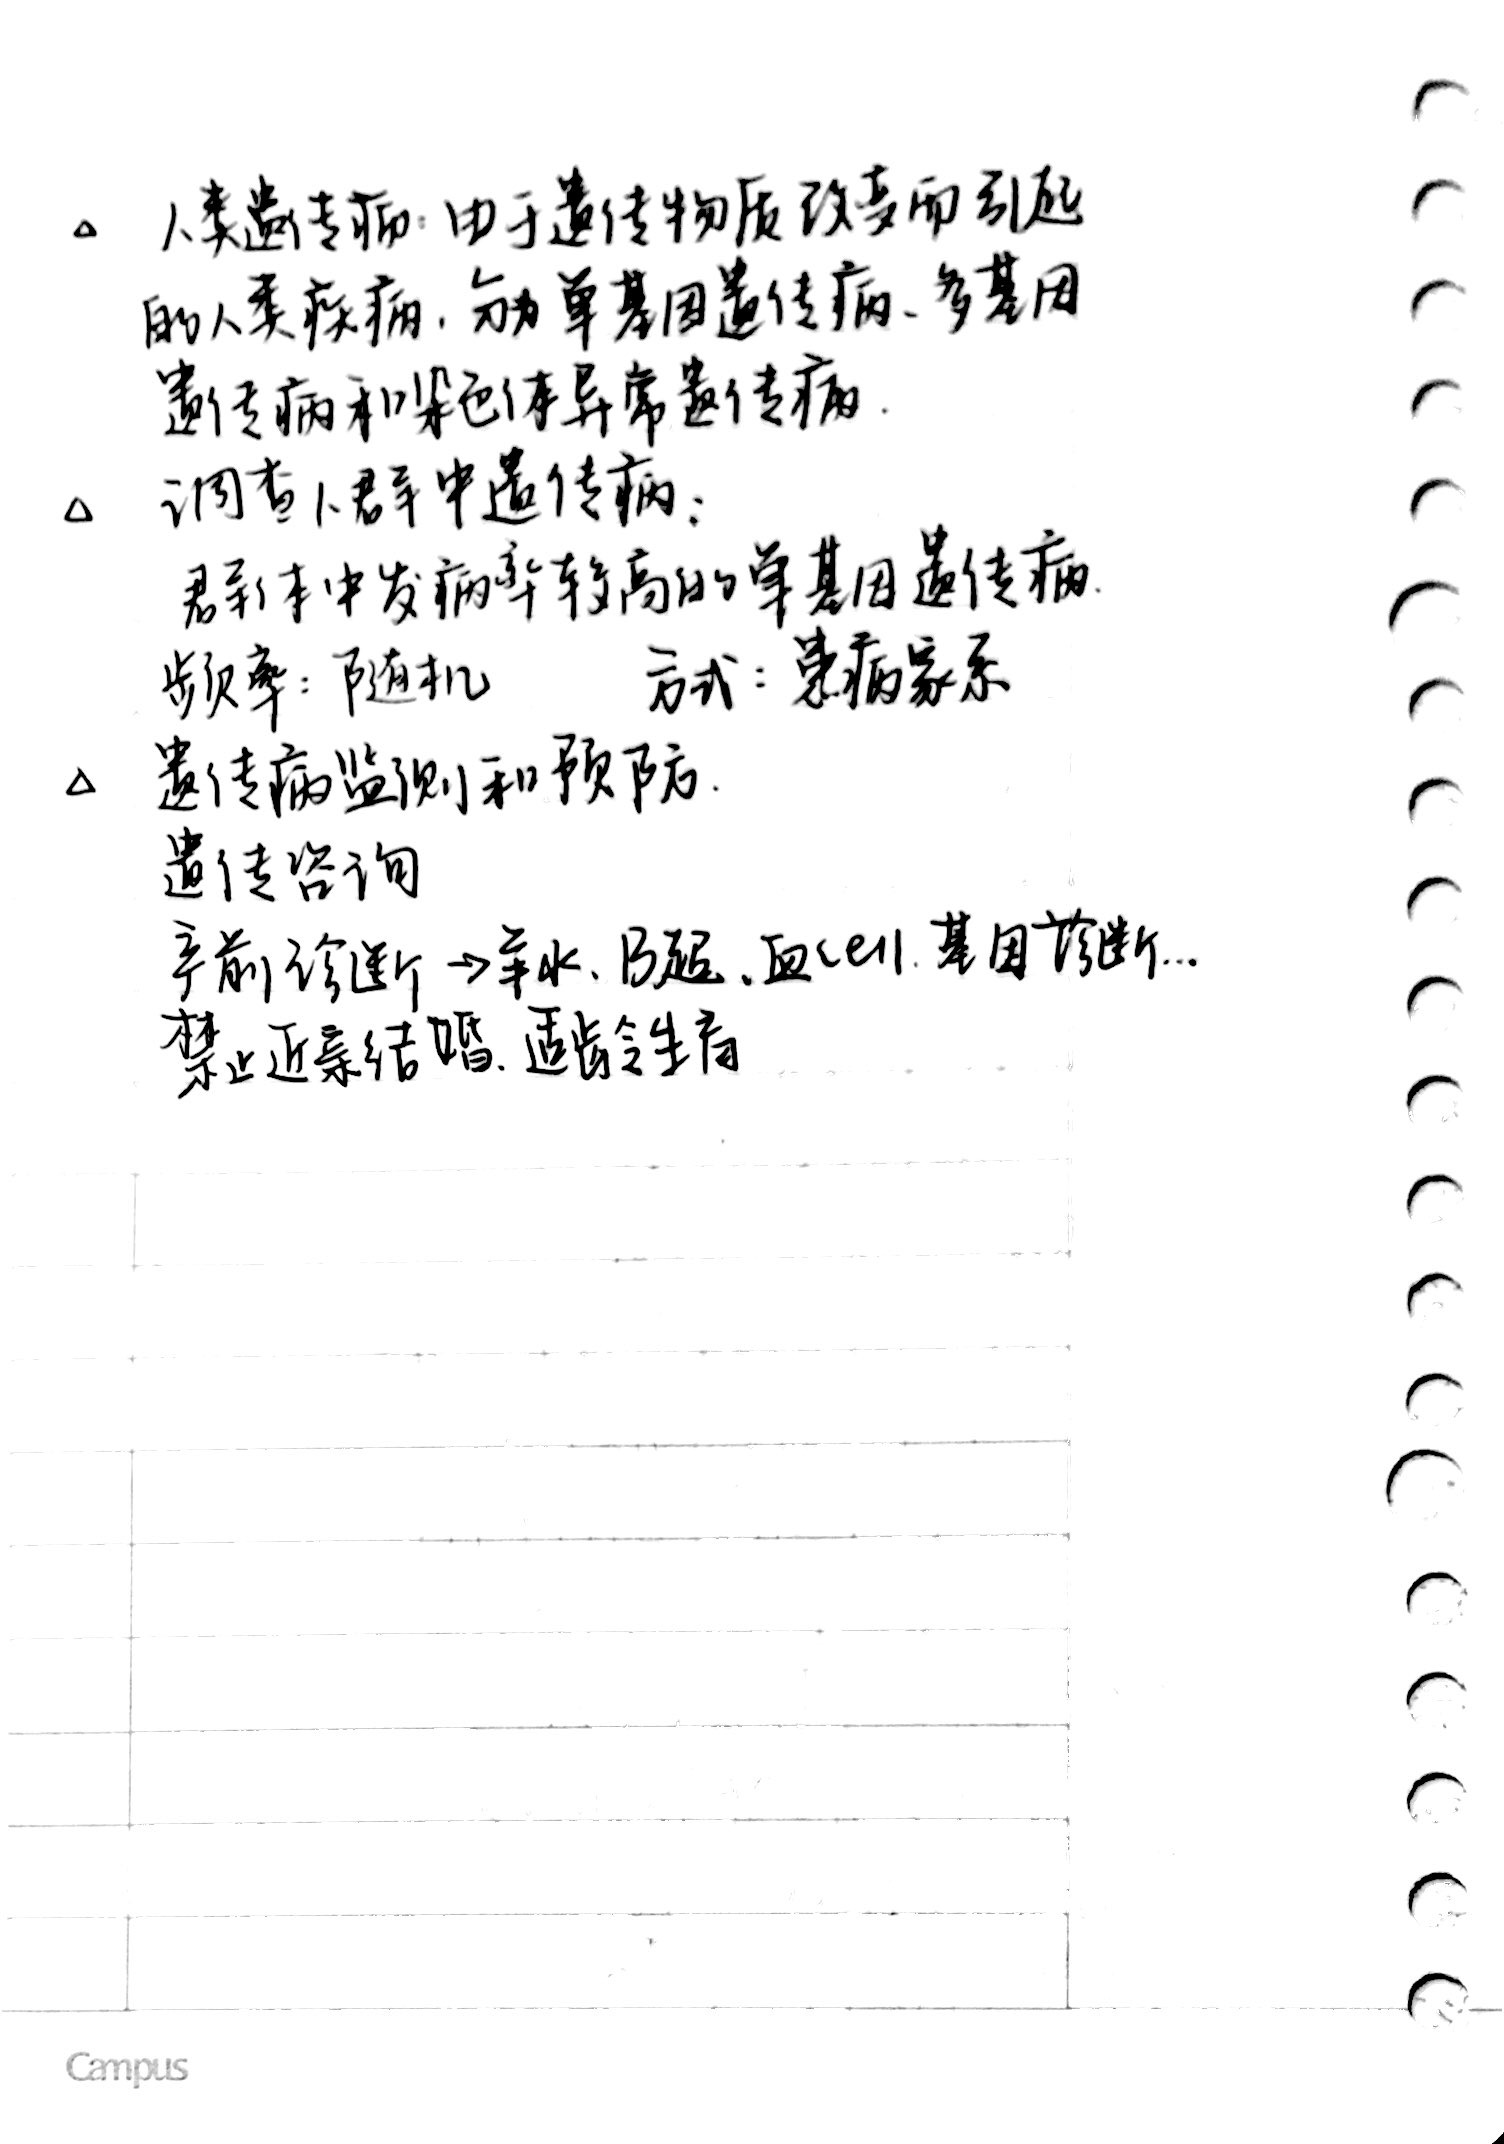 △ 人类遗传病：由于遗传物质改变而引起
的人类疾病，分为单基因遗传病、多基因
遗传病和染色体异常遗传病．
△ 调查人群中遗传病：
群体中发病率较高的单基因遗传病．
频率：随机 方式：患病家系
△ 遗传病监测和预防．
遗传咨询
产前诊断→羊水、B超、血cell．基因诊断…
禁止近亲结婚、适龄生育
Campus